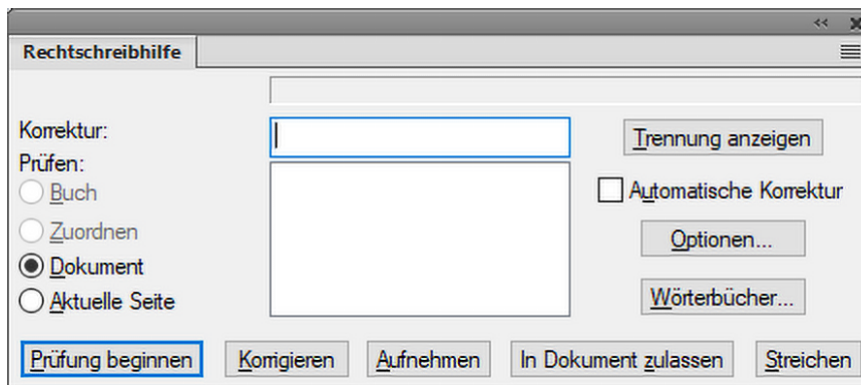 Rechtschreibhilfe
Korrektur:
Trennung anzeigen
Prüfen:
Buch
Automatische Korrektur
Zuordnen
Optionen...
Dokument
Aktuelle Seite
Wörterbücher...
Prüfung beginnen Korrigieren Aufnehmen In Dokument zulassen Streichen